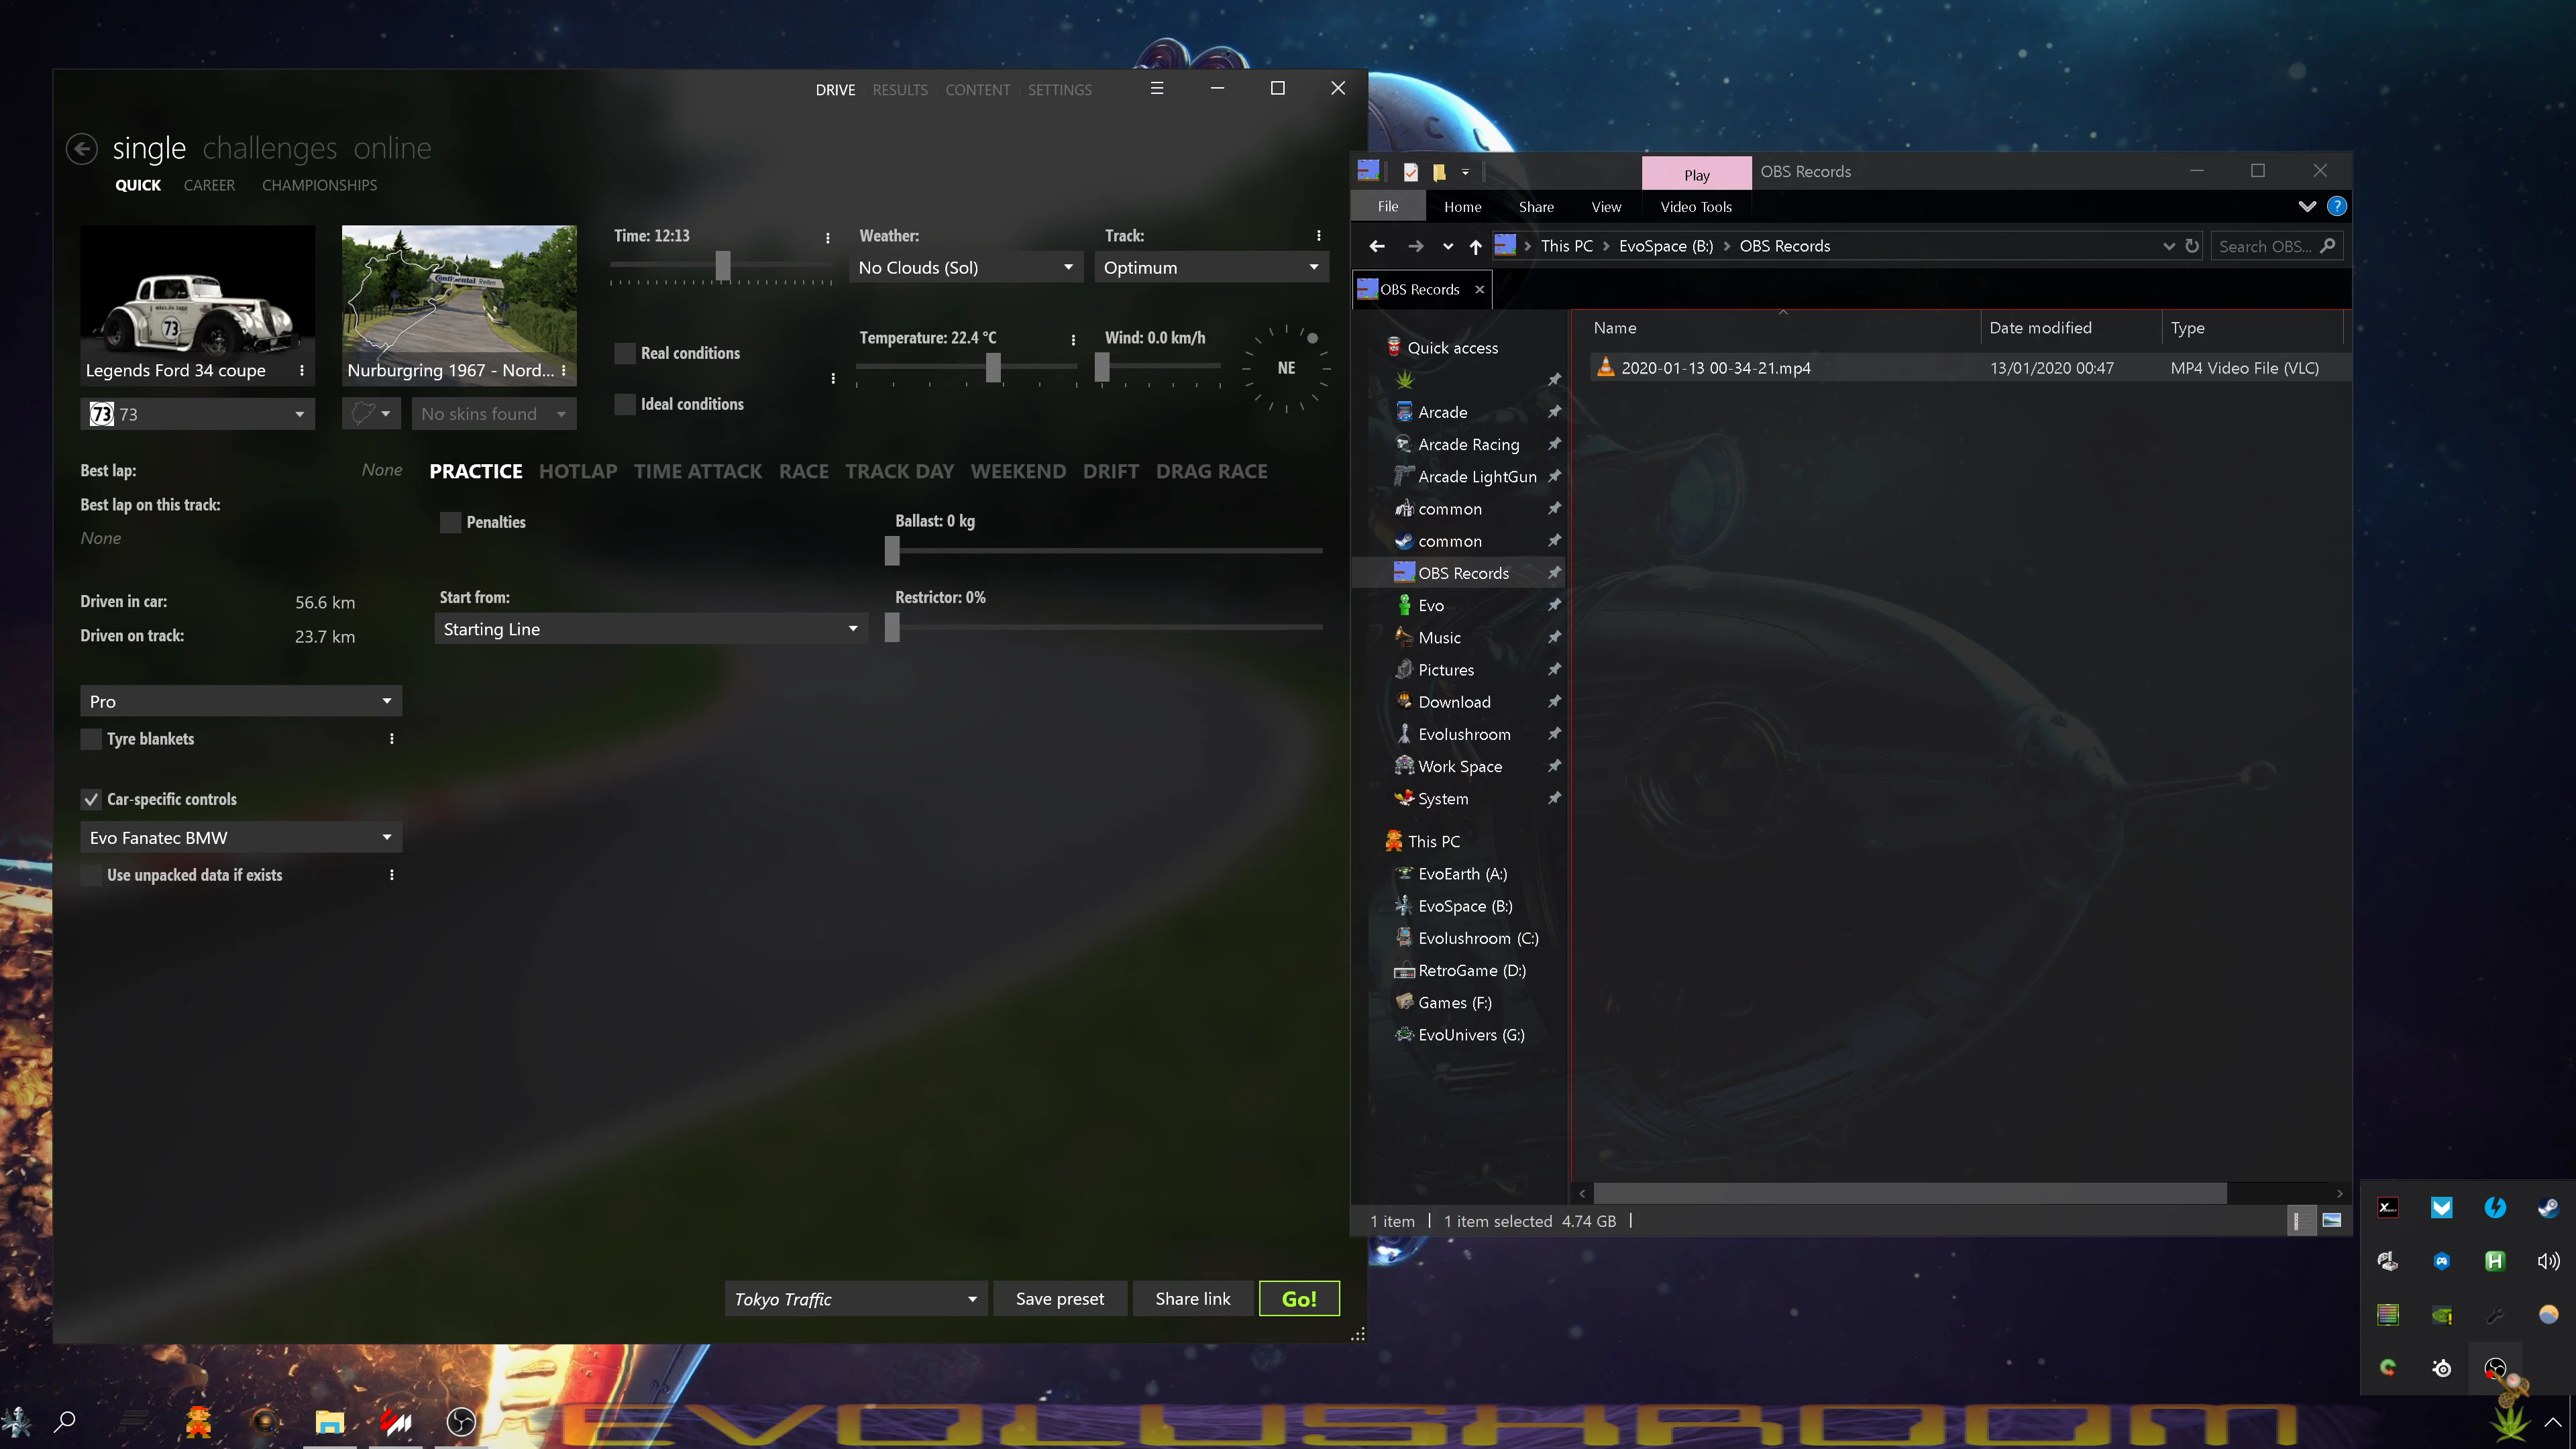 DRIVE RESULTS CONTENT SETTINGS
single challenges online
QUICK CAREER CHAMPIONSHIPS
Legends Ford 34 coupe
73 73
Continental Reifen
Nurburgring 1967 - Nord...
No skins found
Time: 12:13
Weather:
No Clouds (Sol)
Track:
Optimum
Real conditions
Ideal conditions
Temperature: 22.4 °C
Wind: 0.0 km/h
NE
Best lap: None
Best lap on this track:
None
Driven in car: 56.6 km
Driven on track: 23.7 km
Pro
Tyre blankets
Car-specific controls
Evo Fanatec BMW
Use unpacked data if exists
PRACTICE HOTLAP TIME ATTACK RACE TRACK DAY WEEKEND DRIFT DRAG RACE
Penalties
Ballast: 0 kg
Start from:
Starting Line
Restrictor: 0%
Tokyo Traffic
Save preset
Share link
Go!
Play OBS Records
File Home Share View Video Tools
This PC EvoSpace (B:) OBS Records
Search OBS...
OBS Records
Name Date modified Type
2020-01-13 00-34-21.mp4 13/01/2020 00:47 MP4 Video File (VLC)
Quick access
Arcade
Arcade Racing
Arcade LightGun
common
common
OBS Records
Evo
Music
Pictures
Download
Evolushroom
Work Space
System
This PC
EvoEarth (A:)
EvoSpace (B:)
Evolushroom (C:)
RetroGame (D:)
Games (F:)
EvoUnivers (G:)
1 item 1 item selected 4.74 GB
EVOLUSHROOM